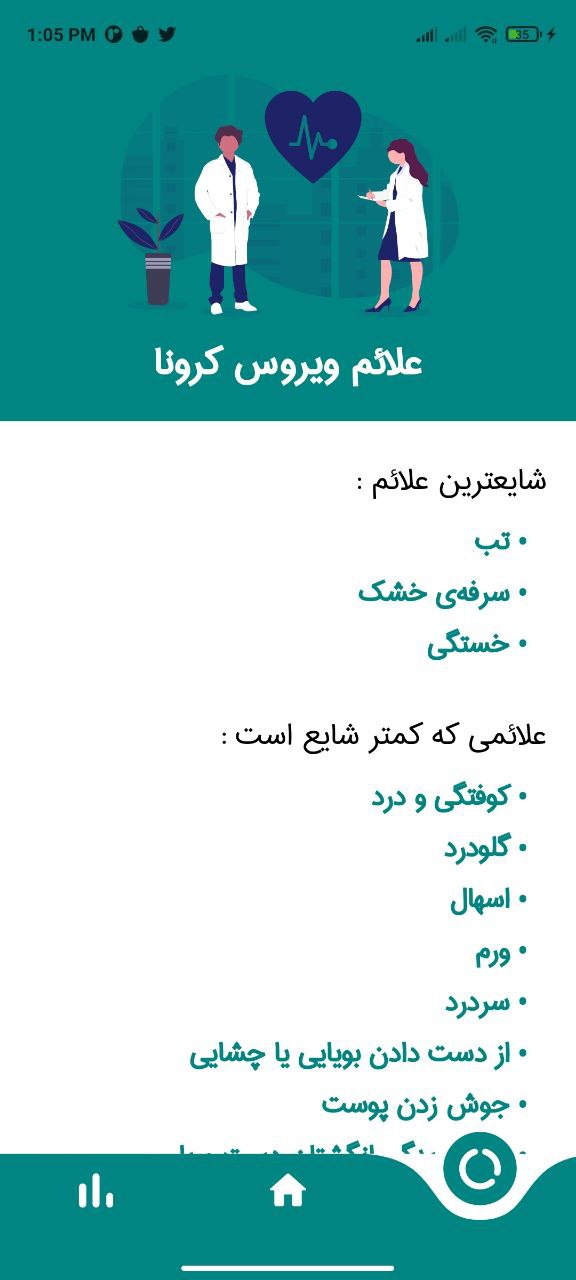 1:05 PM
35
علائم ویروس کرونا
شایعترین علائم :
• تب
• سرفه‌ی خشک
• خستگی
علائمی که کمتر شایع است :
• کوفتگی و درد
• گلودرد
• اسهال
• ورم
• سردرد
• از دست دادن بویایی یا چشایی
• جوش زدن پوست